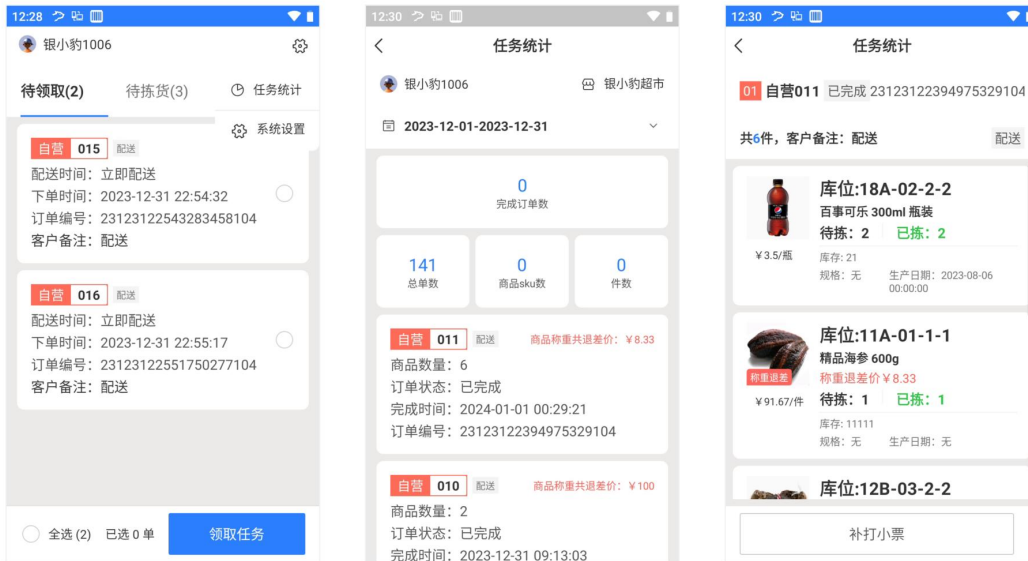 12:28
银小豹1006
待领取(2)
待拣货(3)
任务统计
系统设置
自营 015 配送
配送时间：立即配送
下单时间：2023-12-31 22:54:32
订单编号：23123122543283458104
客户备注：配送
自营 016 配送
配送时间：立即配送
下单时间：2023-12-31 22:55:17
订单编号：23123122551750277104
客户备注：配送
全选 (2) 已选 0 单 领取任务
12:30
任务统计
银小豹1006 银小豹超市
2023-12-01-2023-12-31
0
完成订单数
141 0 0
总单数 商品sku数 件数
自营 011 配送 商品称重共退差价：￥8.33
商品数量：6
订单状态：已完成
完成时间：2024-01-01 00:29:21
订单编号：23123122394975329104
自营 010 配送 商品称重共退差价：￥100
商品数量：2
订单状态：已完成
完成时间：2023-12-31 09:13:03
12:30
任务统计
01 自营011 已完成 23123122394975329104
共6件，客户备注：配送 配送
库位:18A-02-2-2
百事可乐 300ml 瓶装
待拣：2 已拣：2
￥3.5/瓶
库存: 21
规格：无 生产日期：2023-08-06
00:00:00
库位:11A-01-1-1
精品海参 600g
称重退差
称重退差价￥8.33
￥91.67/件
待拣：1 已拣：1
库存: 11111
规格：无 生产日期：无
库位:12B-03-2-2
补打小票